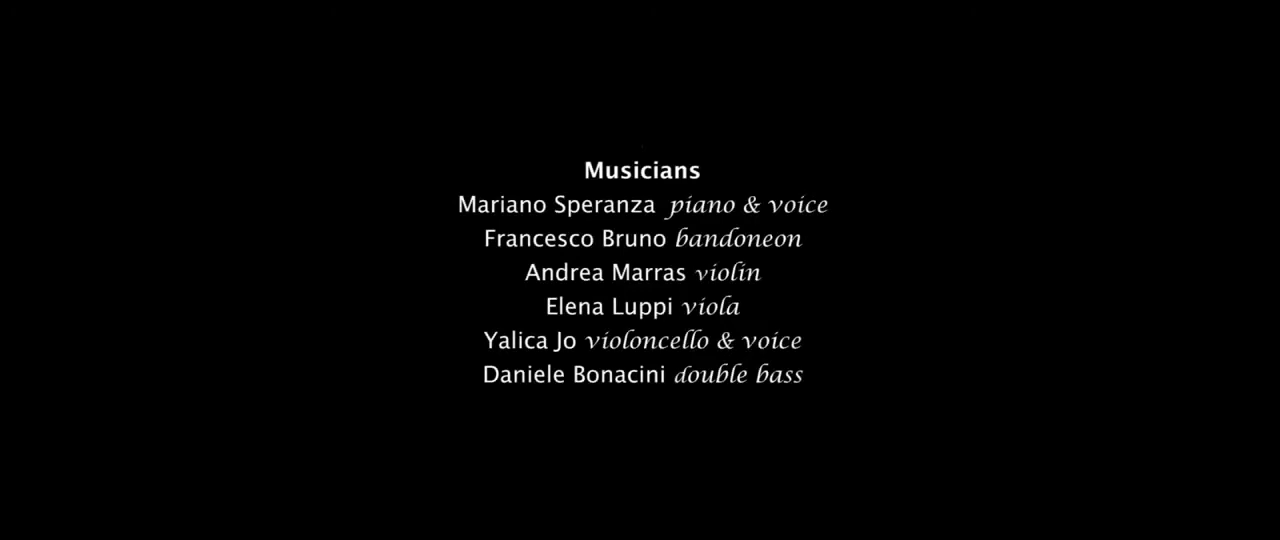 Musicians
Mariano Speranza piano & voice
Francesco Bruno bandoneon
Andrea Marras violin
Elena Luppi viola
Yalica Jo violoncello & voice
Daniele Bonacini double bass